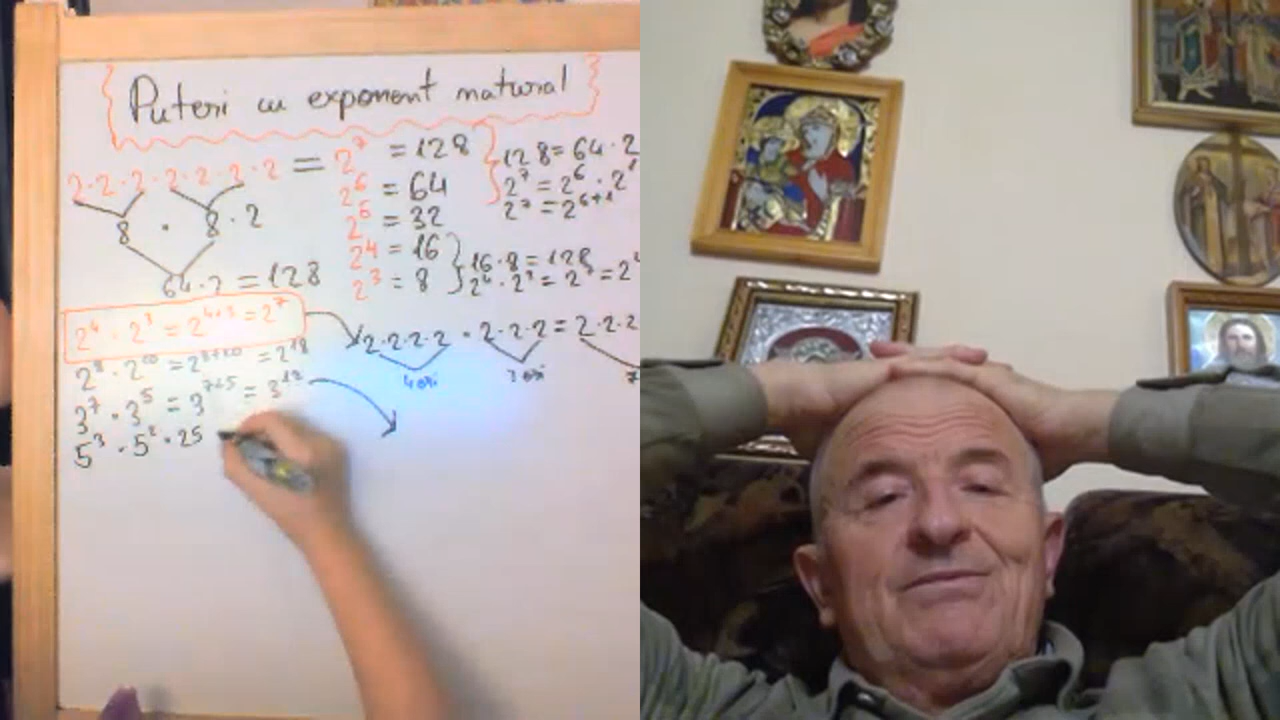 Puteri cu exponent natural
2·2·2·2·2·2·2 = 2⁷ = 128
8 · 8·2
64·2 = 128
2⁶ = 64
= 32
2⁴ = 16
2³ = 8
128 = 64·2
2⁷ = 2⁶ · 2¹
2⁷ = 2⁶⁺¹
16·8 = 128
2⁴·2³ = 2⁷ = 2⁴
2⁴ · 2³ = 2⁴⁺³ = 2⁷
2·2·2·2 · 2·2·2 = 2·2·2
4 ori 3 ori 7
2⁸ · 2¹⁰ = 2⁸⁺¹⁰ = 2¹⁸
3⁷ · 3⁵ = 3⁷⁺⁵ = 3¹²
5³ · 5² · 25